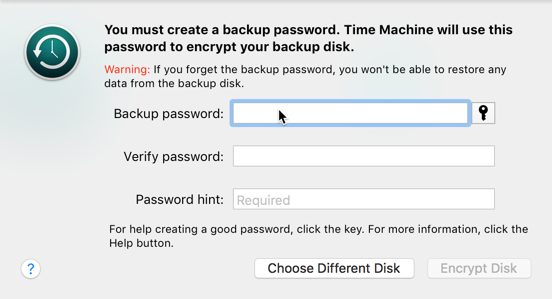 You must create a backup password. Time Machine will use this
password to encrypt your backup disk.
Warning: If you forget the backup password, you won't be able to restore any
data from the backup disk.
Backup password:
Verify password:
Password hint: Required
For help creating a good password, click the key. For more information, click the
Help button.
? Choose Different Disk Encrypt Disk